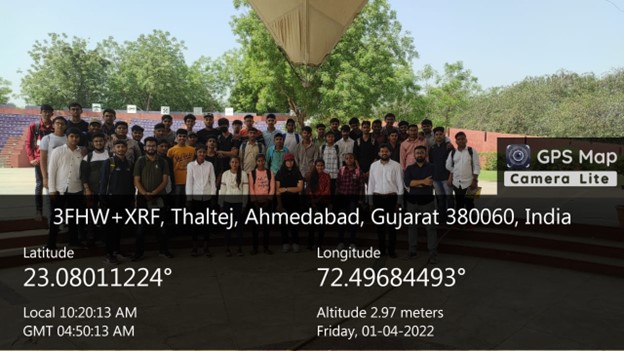 GPS Map
Camera Lite
3FHW+XRF, Thaltej, Ahmedabad, Gujarat 380060, India
Latitude
23.08011224°
Longitude
72.49684493°
Local 10:20:13 AM
GMT 04:50:13 AM
Altitude 2.97 meters
Friday, 01-04-2022